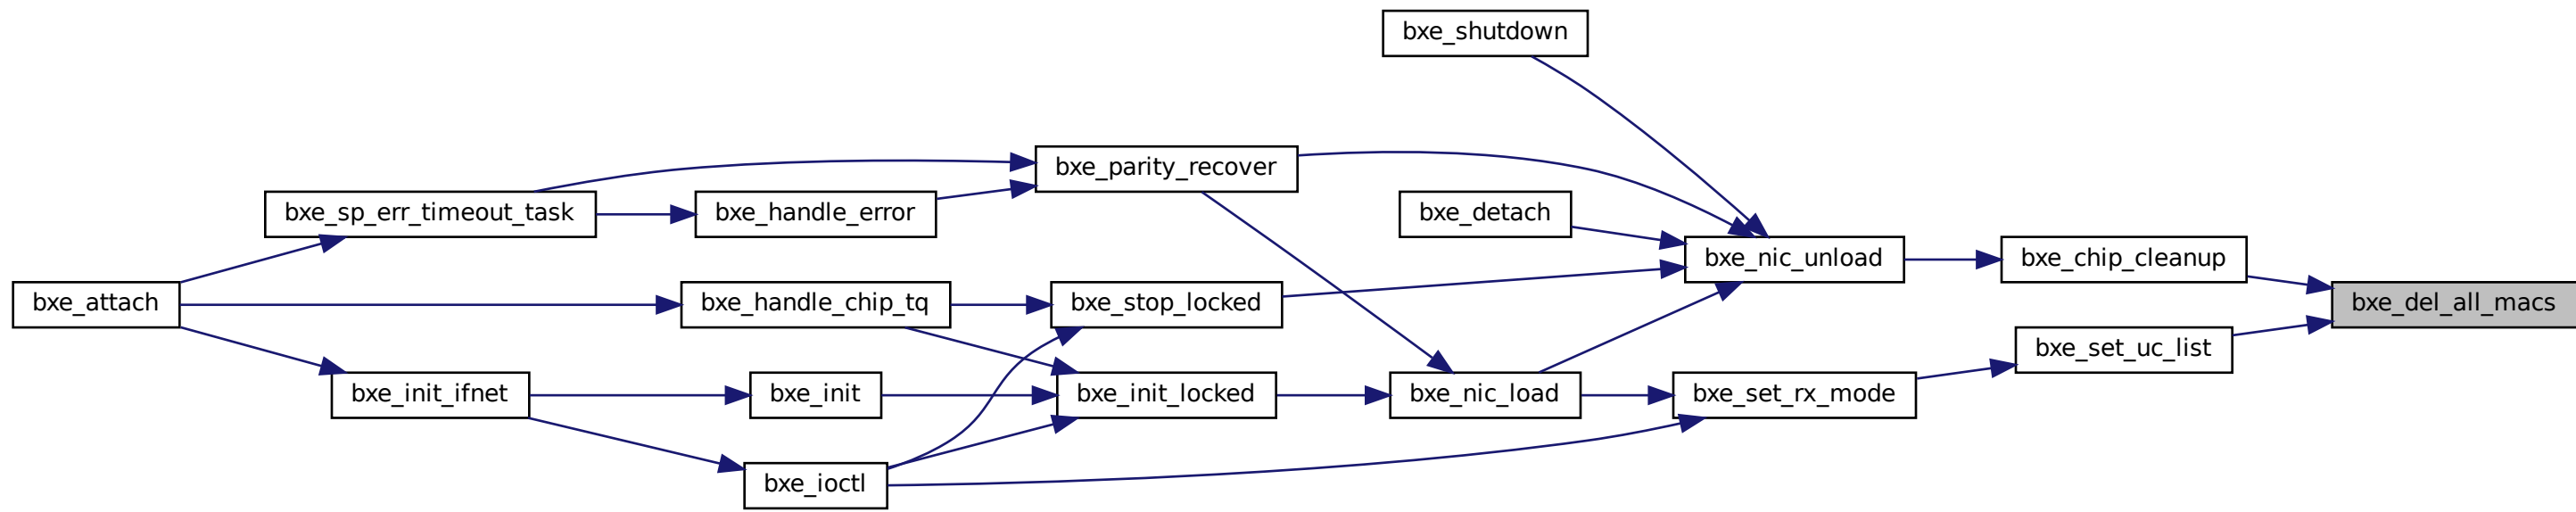 bxe_shutdown
bxe_parity_recover
bxe_sp_err_timeout_task
bxe_handle_error
bxe_detach
bxe_nic_unload
bxe_chip_cleanup
bxe_attach
bxe_handle_chip_tq
bxe_stop_locked
bxe_del_all_macs
bxe_set_uc_list
bxe_init_ifnet
bxe_init
bxe_init_locked
bxe_nic_load
bxe_set_rx_mode
bxe_ioctl